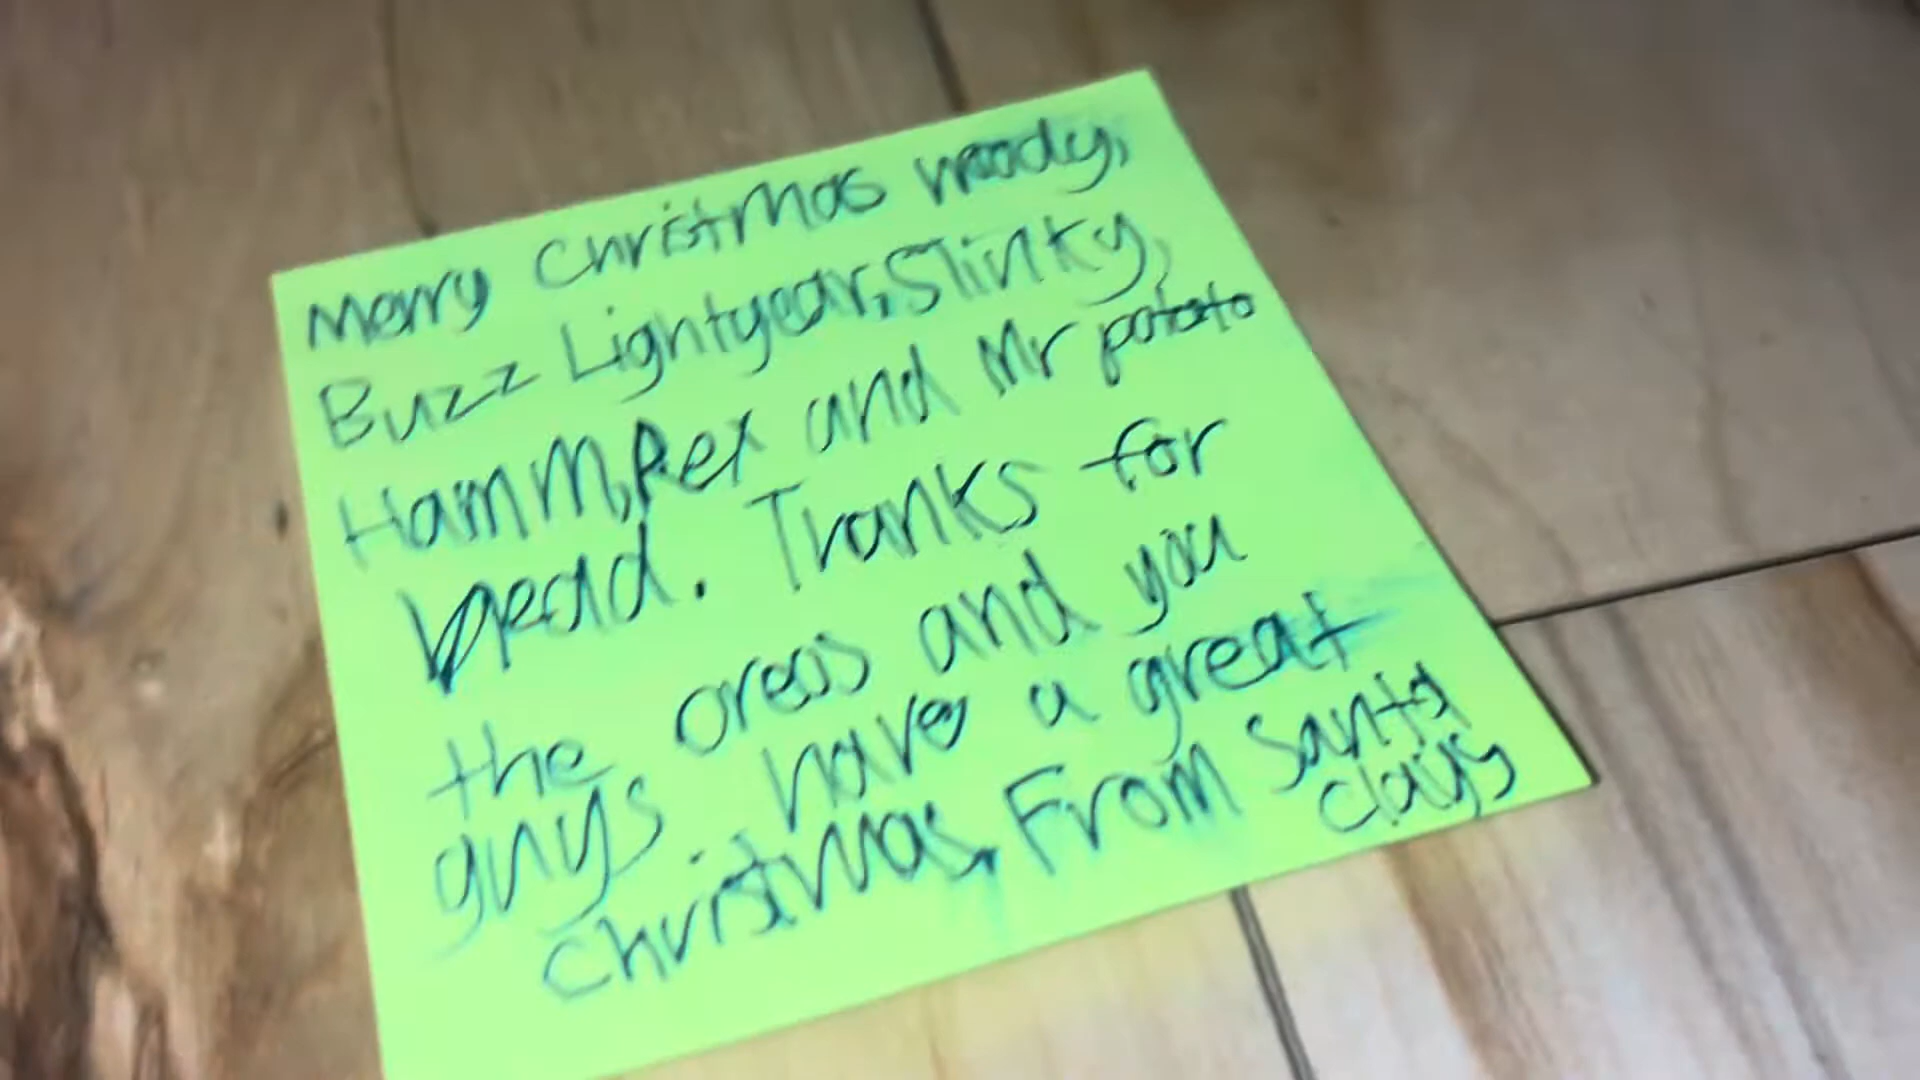 Merry Christmas Woody,
Buzz Lightyear, Slinky,
Hamm, Rex and Mr potato
head. Thanks for
the oreos and you
guys have a great
christmas, From Santa
claus